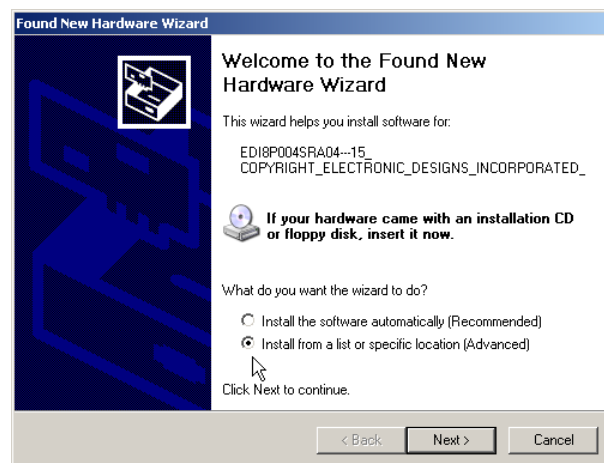 Found New Hardware Wizard
Welcome to the Found New
Hardware Wizard
This wizard helps you install software for:
EDI8P004SRA04---15_
COPYRIGHT_ELECTRONIC_DESIGNS_INCORPORATED_
If your hardware came with an installation CD
or floppy disk, insert it now.
What do you want the wizard to do?
Install the software automatically (Recommended)
Install from a list or specific location (Advanced)
Click Next to continue.
< Back Next > Cancel